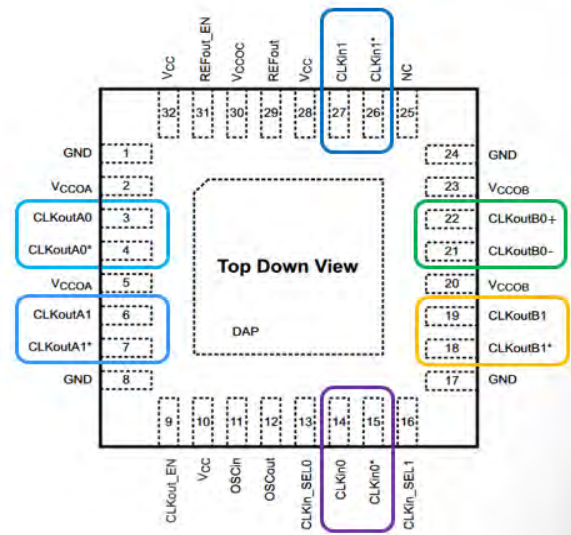 VCC
REFout_EN
VCCOC
REFout
VCC
CLKin1
CLKin1*
NC
32 31 30 29 28 27 26 25
GND 1
VCCOA 2
CLKoutA0 3
CLKoutA0* 4
VCCOA 5
CLKoutA1 6
CLKoutA1* 7
GND 8
Top Down View
DAP
24 GND
23 VCCOB
22 CLKoutB0+
21 CLKoutB0-
20 VCCOB
19 CLKoutB1
18 CLKoutB1*
17 GND
9 10 11 12 13 14 15 16
CLKout_EN
VCC
OSCin
OSCout
CLKin_SEL0
CLKin0
CLKin0*
CLKin_SEL1